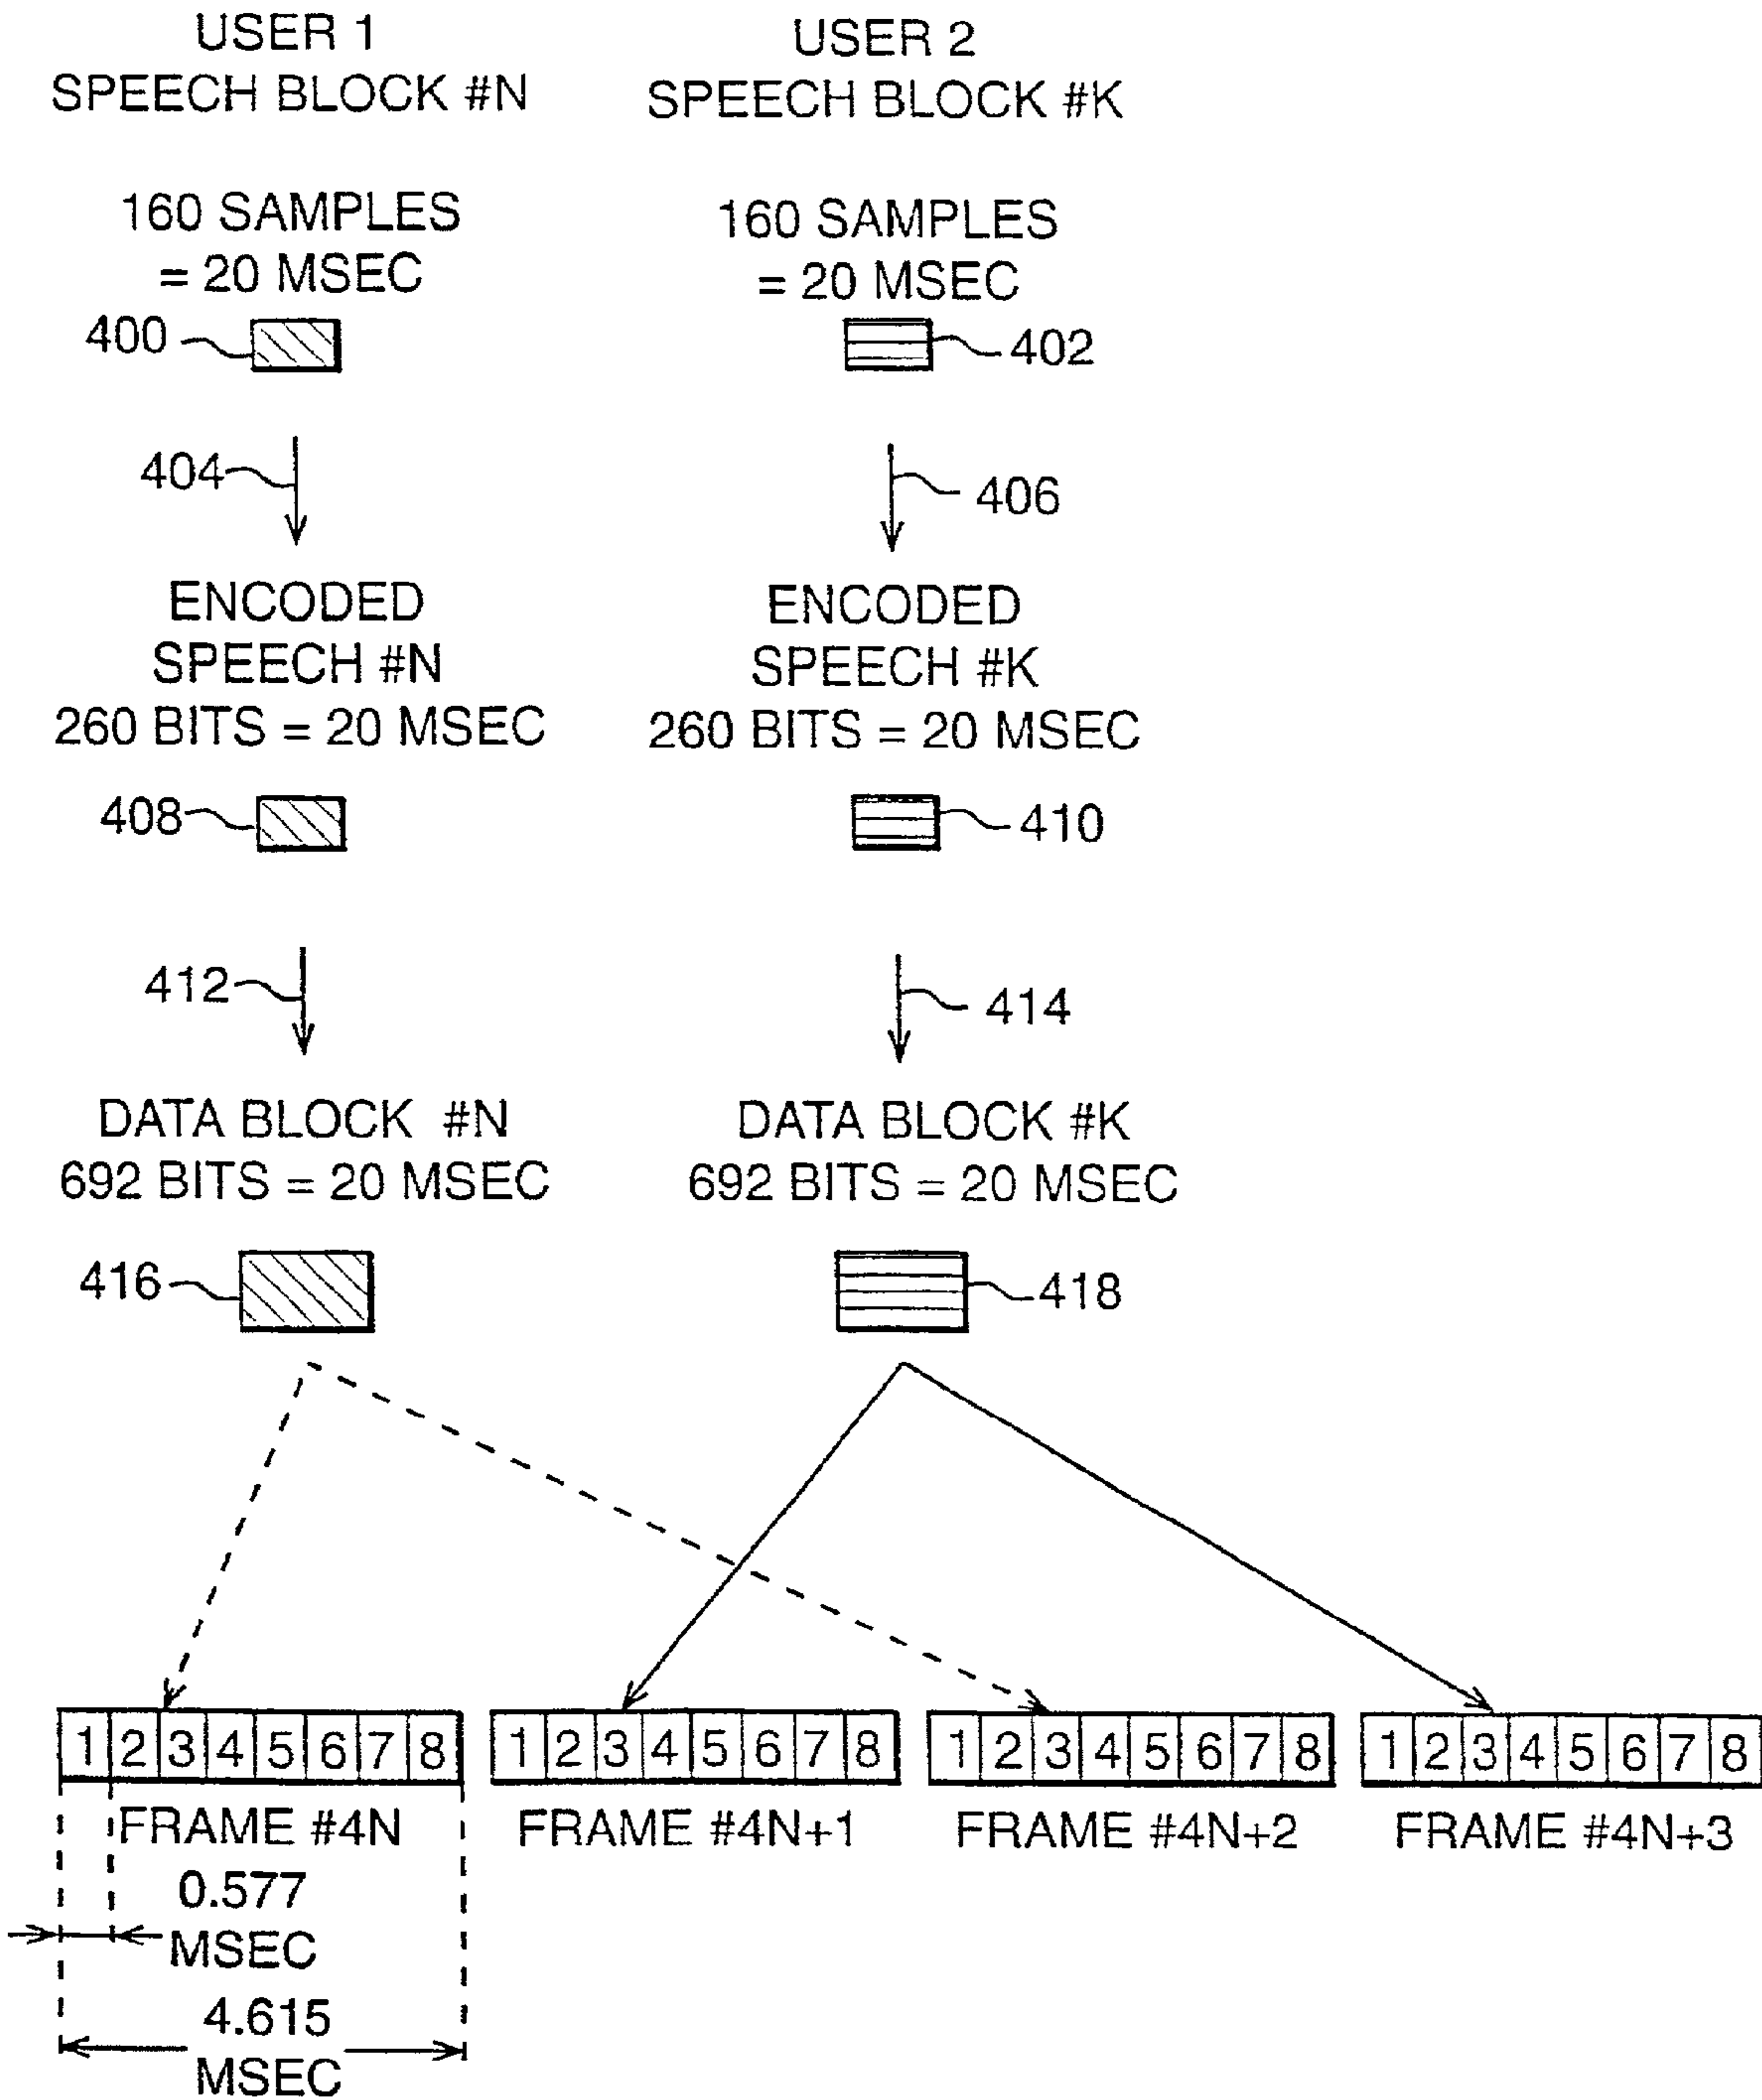 USER 1
SPEECH BLOCK #N
USER 2
SPEECH BLOCK #K
160 SAMPLES
= 20 MSEC
160 SAMPLES
= 20 MSEC
400
402
404
406
ENCODED
SPEECH #N
260 BITS = 20 MSEC
ENCODED
SPEECH #K
260 BITS = 20 MSEC
408
410
412
414
DATA BLOCK #N
692 BITS = 20 MSEC
DATA BLOCK #K
692 BITS = 20 MSEC
416
418
1 2 3 4 5 6 7 8
1 2 3 4 5 6 7 8
1 2 3 4 5 6 7 8
1 2 3 4 5 6 7 8
FRAME #4N
FRAME #4N+1
FRAME #4N+2
FRAME #4N+3
0.577
MSEC
4.615
MSEC